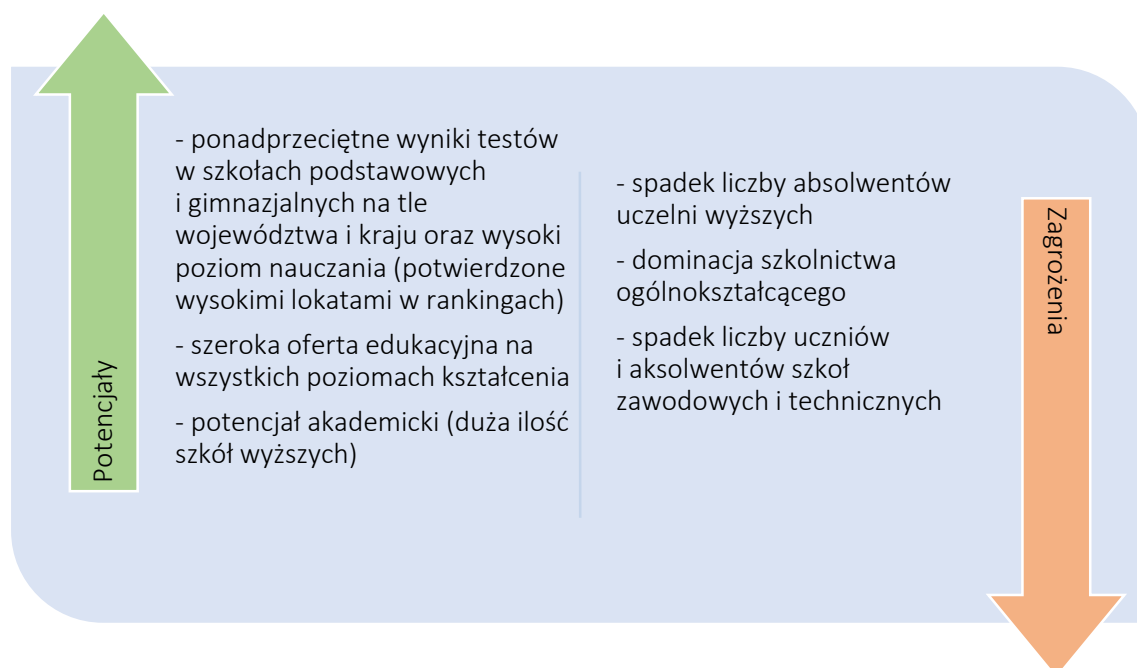 Potencjały
- ponadprzeciętne wyniki testów
w szkołach podstawowych
i gimnazjalnych na tle
województwa i kraju oraz wysoki
poziom nauczania (potwierdzone
wysokimi lokatami w rankingach)
- szeroka oferta edukacyjna na
wszystkich poziomach kształcenia
- potencjał akademicki (duża ilość
szkół wyższych)
- spadek liczby absolwentów
uczelni wyższych
- dominacja szkolnictwa
ogólnokształcącego
- spadek liczby uczniów
i aksolwentów szkoł
zawodowych i technicznych
Zagrożenia